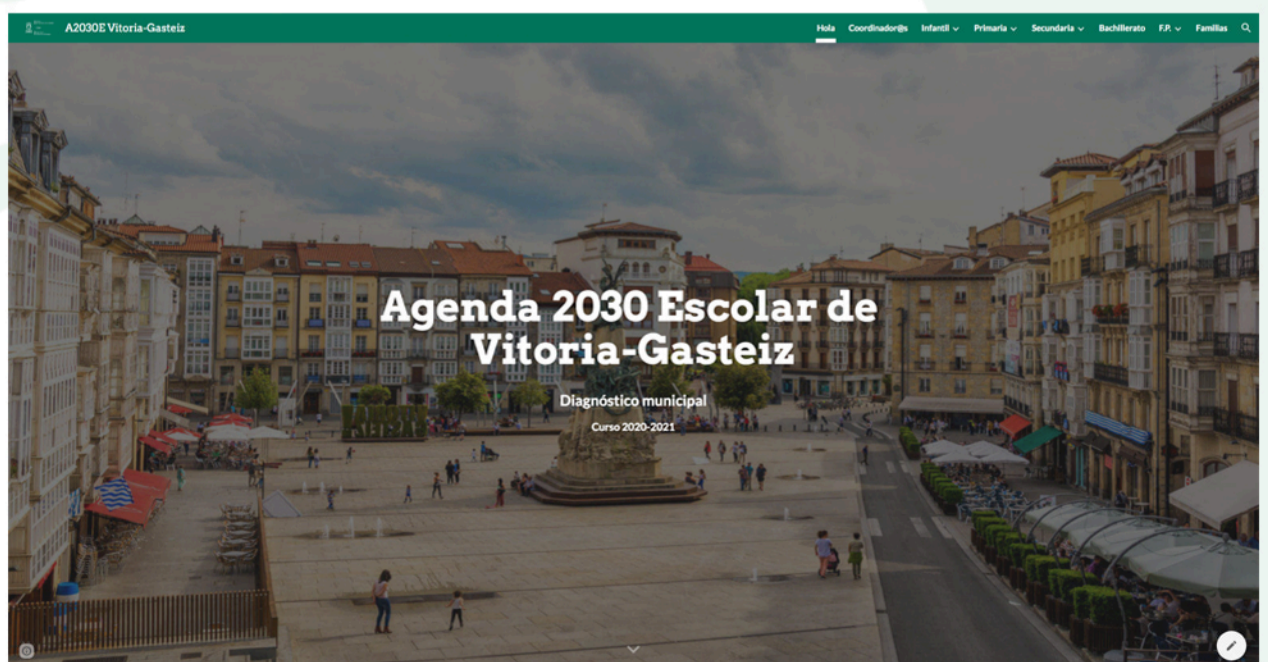 A2030E Vitoria-Gasteiz
Hola Coordinador@s Infantil Primaria Secundaria Bachillerato F.P. Familias
Agenda 2030 Escolar de
Vitoria-Gasteiz
Diagnóstico municipal
Curso 2020-2021